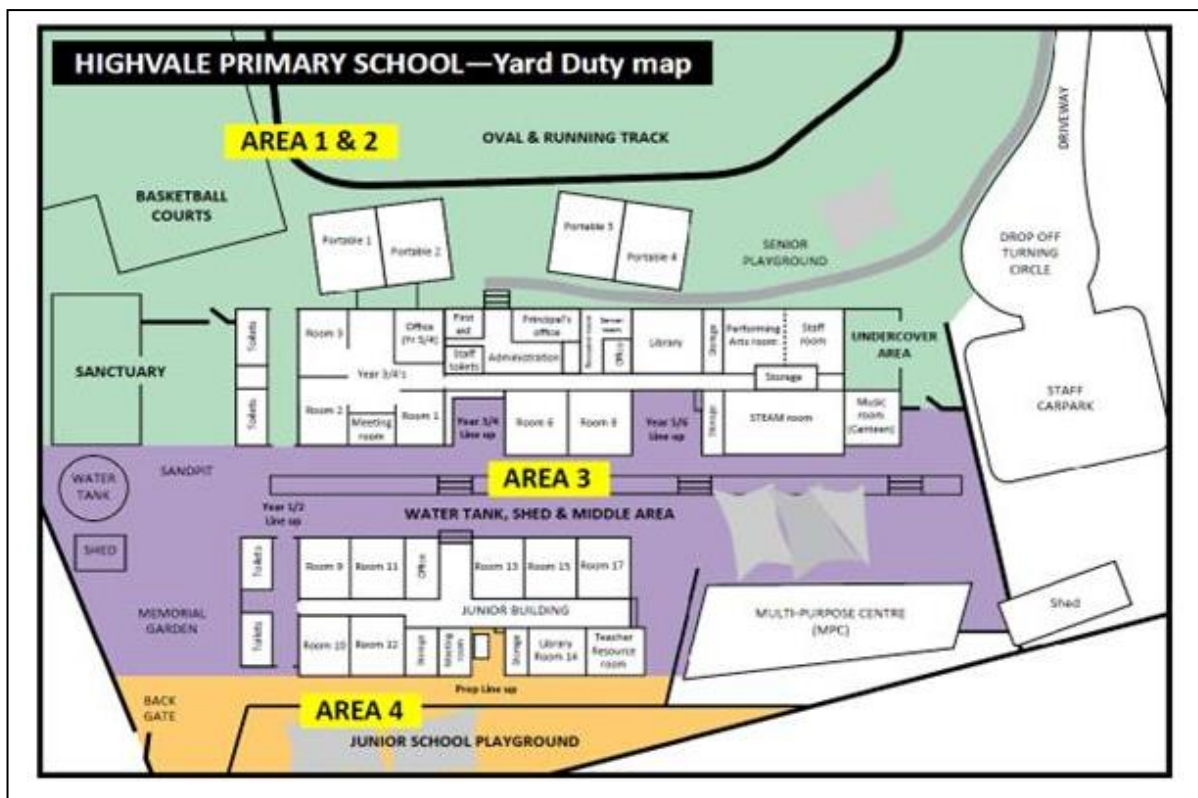 HIGHVALE PRIMARY SCHOOL—Yard Duty map
AREA 1 & 2
OVAL & RUNNING TRACK
DRIVEWAY
BASKETBALL
COURTS
Portable 1
Portable 2
Portable 3
Portable 4
SENIOR
PLAYGROUND
DROP OFF
TURNING
CIRCLE
SANCTUARY
Toilets
Room 3
Office
(Yr 3/4)
First
aid
Principal's
office
Resource room
Server
room
Office
Library
Storage
Performing
Arts room
Staff
room
UNDERCOVER
AREA
Staff
toilets
Administration
Year 3/4's
Storage
STAFF
CARPARK
Toilets
Room 2
Meeting
room
Room 1
Year 3/4
Line up
Room 6
Room 8
Year 5/6
Line up
Storage
STEAM room
Music
room
(Canteen)
SANDPIT
WATER
TANK
AREA 3
Year 1/2
Line up
WATER TANK, SHED & MIDDLE AREA
SHED
Toilets
Room 9
Room 11
Office
Room 13
Room 15
Room 17
MEMORIAL
GARDEN
JUNIOR BUILDING
MULTI-PURPOSE CENTRE
(MPC)
Shed
Toilets
Room 10
Room 12
Storage
Meeting
room
Storage
Library
Room 14
Teacher
Resource
room
Prep Line up
BACK
GATE
AREA 4
JUNIOR SCHOOL PLAYGROUND